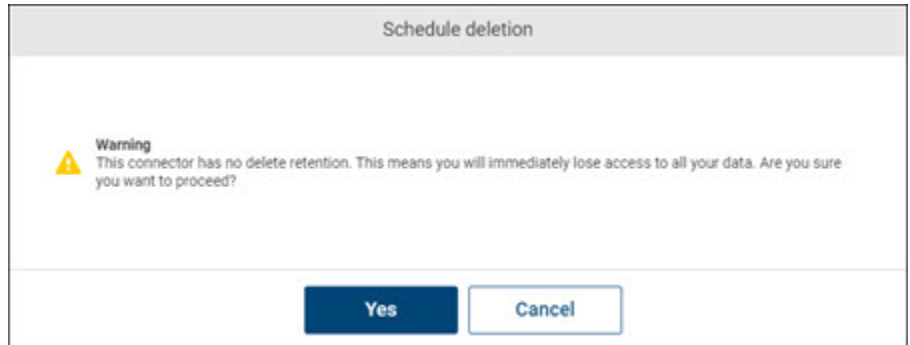 Schedule deletion
Warning
This connector has no delete retention. This means you will immediately lose access to all your data. Are you sure
you want to proceed?
Yes
Cancel